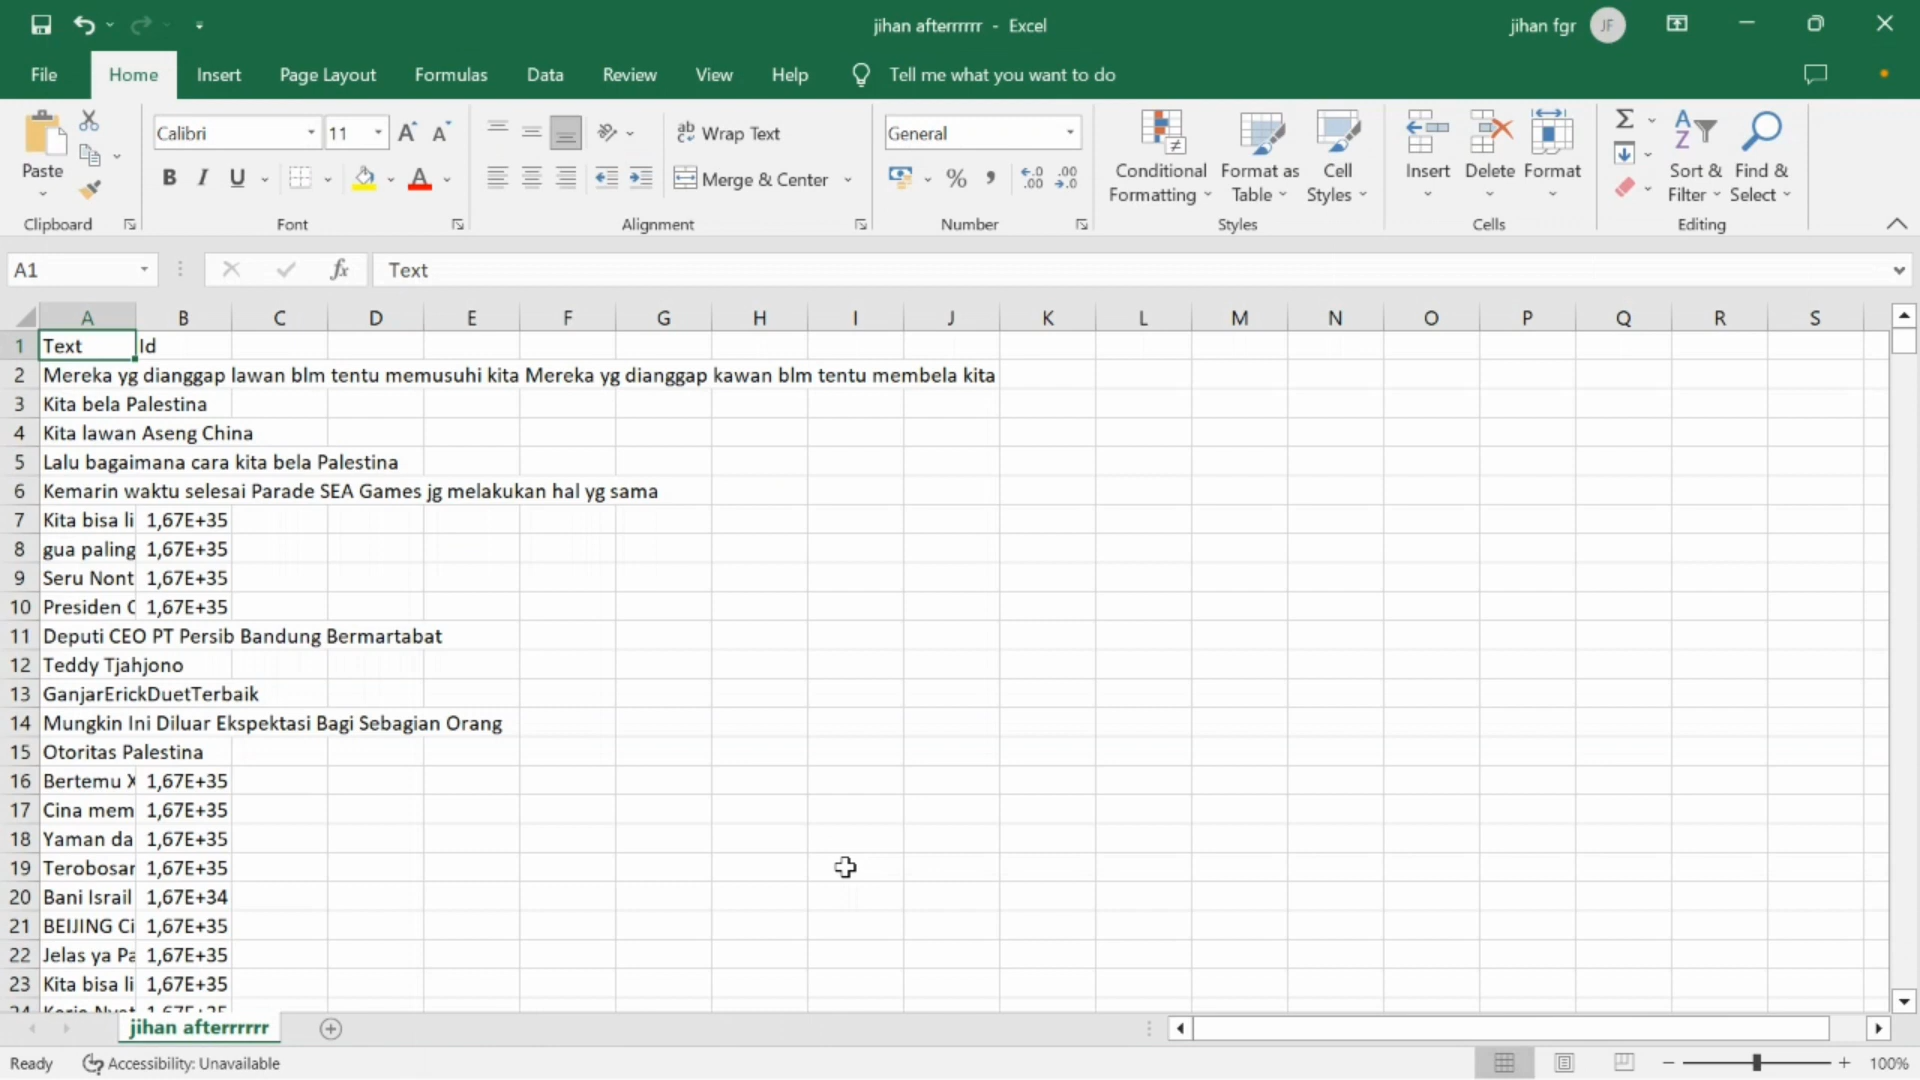 jihan afterrrrrr - Excel
jihan fgr
JF
File
Home
Insert
Page Layout
Formulas
Data
Review
View
Help
Tell me what you want to do
Paste
Clipboard
Calibri
11
B I U
Font
Wrap Text
Merge & Center
Alignment
General
Number
Conditional Formatting
Format as Table
Cell Styles
Styles
Insert
Delete
Format
Cells
Sort & Filter
Find & Select
Editing
A1
fx
Text
A B C D E F G H I J K L M N O P Q R S
1 Text Id
2 Mereka yg dianggap lawan blm tentu memusuhi kita Mereka yg dianggap kawan blm tentu membela kita
3 Kita bela Palestina
4 Kita lawan Aseng China
5 Lalu bagaimana cara kita bela Palestina
6 Kemarin waktu selesai Parade SEA Games jg melakukan hal yg sama
7 Kita bisa li 1,67E+35
8 gua paling 1,67E+35
9 Seru Nont 1,67E+35
10 Presiden 1,67E+35
11 Deputi CEO PT Persib Bandung Bermartabat
12 Teddy Tjahjono
13 GanjarErickDuetTerbaik
14 Mungkin Ini Diluar Ekspektasi Bagi Sebagian Orang
15 Otoritas Palestina
16 Bertemu X 1,67E+35
17 Cina mem 1,67E+35
18 Yaman da 1,67E+35
19 Terobosar 1,67E+35
20 Bani Israil 1,67E+34
21 BEIJING Ci 1,67E+35
22 Jelas ya Pa 1,67E+35
23 Kita bisa li 1,67E+35
jihan afterrrrrr
Ready
Accessibility: Unavailable
100%